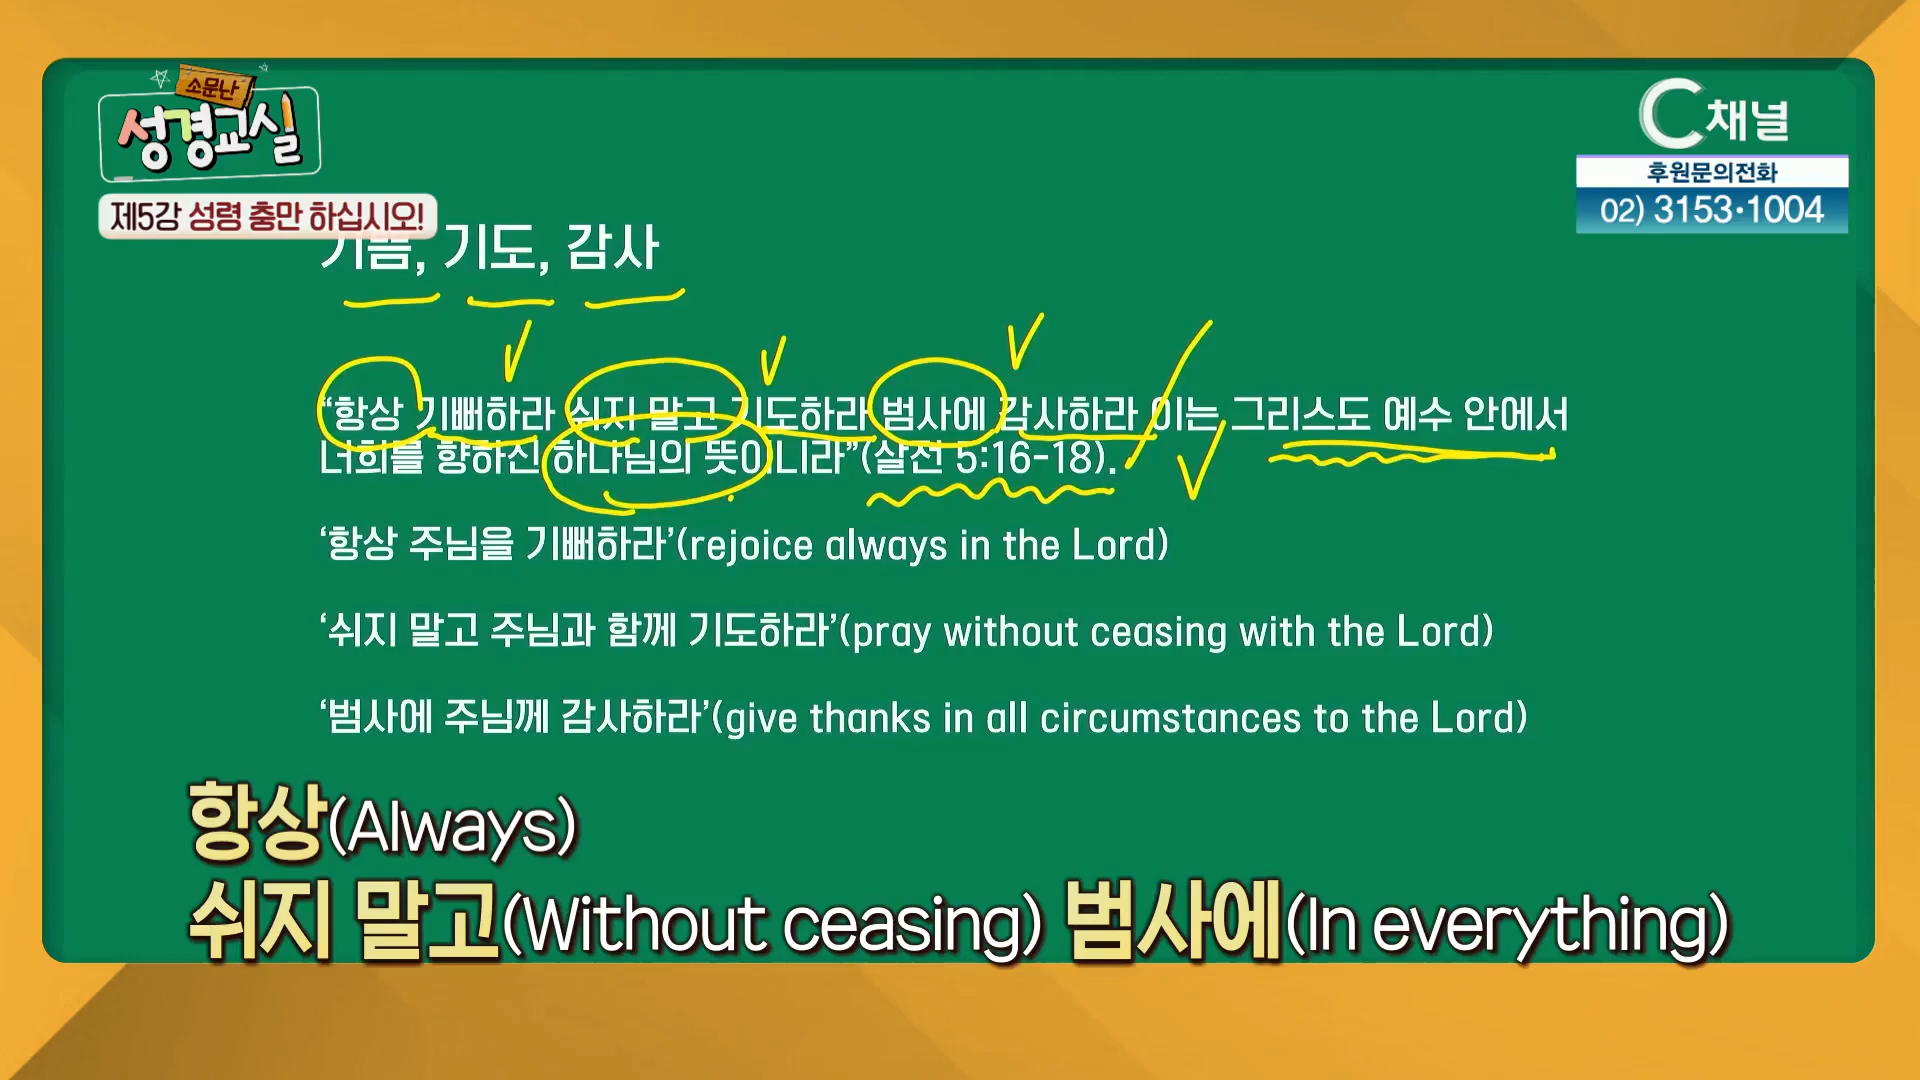 소문난
성경교실
제5강 성령 충만 하십시오!
C채널
후원문의전화
02) 3153·1004
기쁨, 기도, 감사
“항상 기뻐하라 쉬지 말고 기도하라 범사에 감사하라 이는 그리스도 예수 안에서
너희를 향하신 하나님의 뜻이니라”(살전 5:16-18).
‘항상 주님을 기뻐하라’(rejoice always in the Lord)
‘쉬지 말고 주님과 함께 기도하라’(pray without ceasing with the Lord)
‘범사에 주님께 감사하라’(give thanks in all circumstances to the Lord)
항상(Always)
쉬지 말고(Without ceasing) 범사에(In everything)